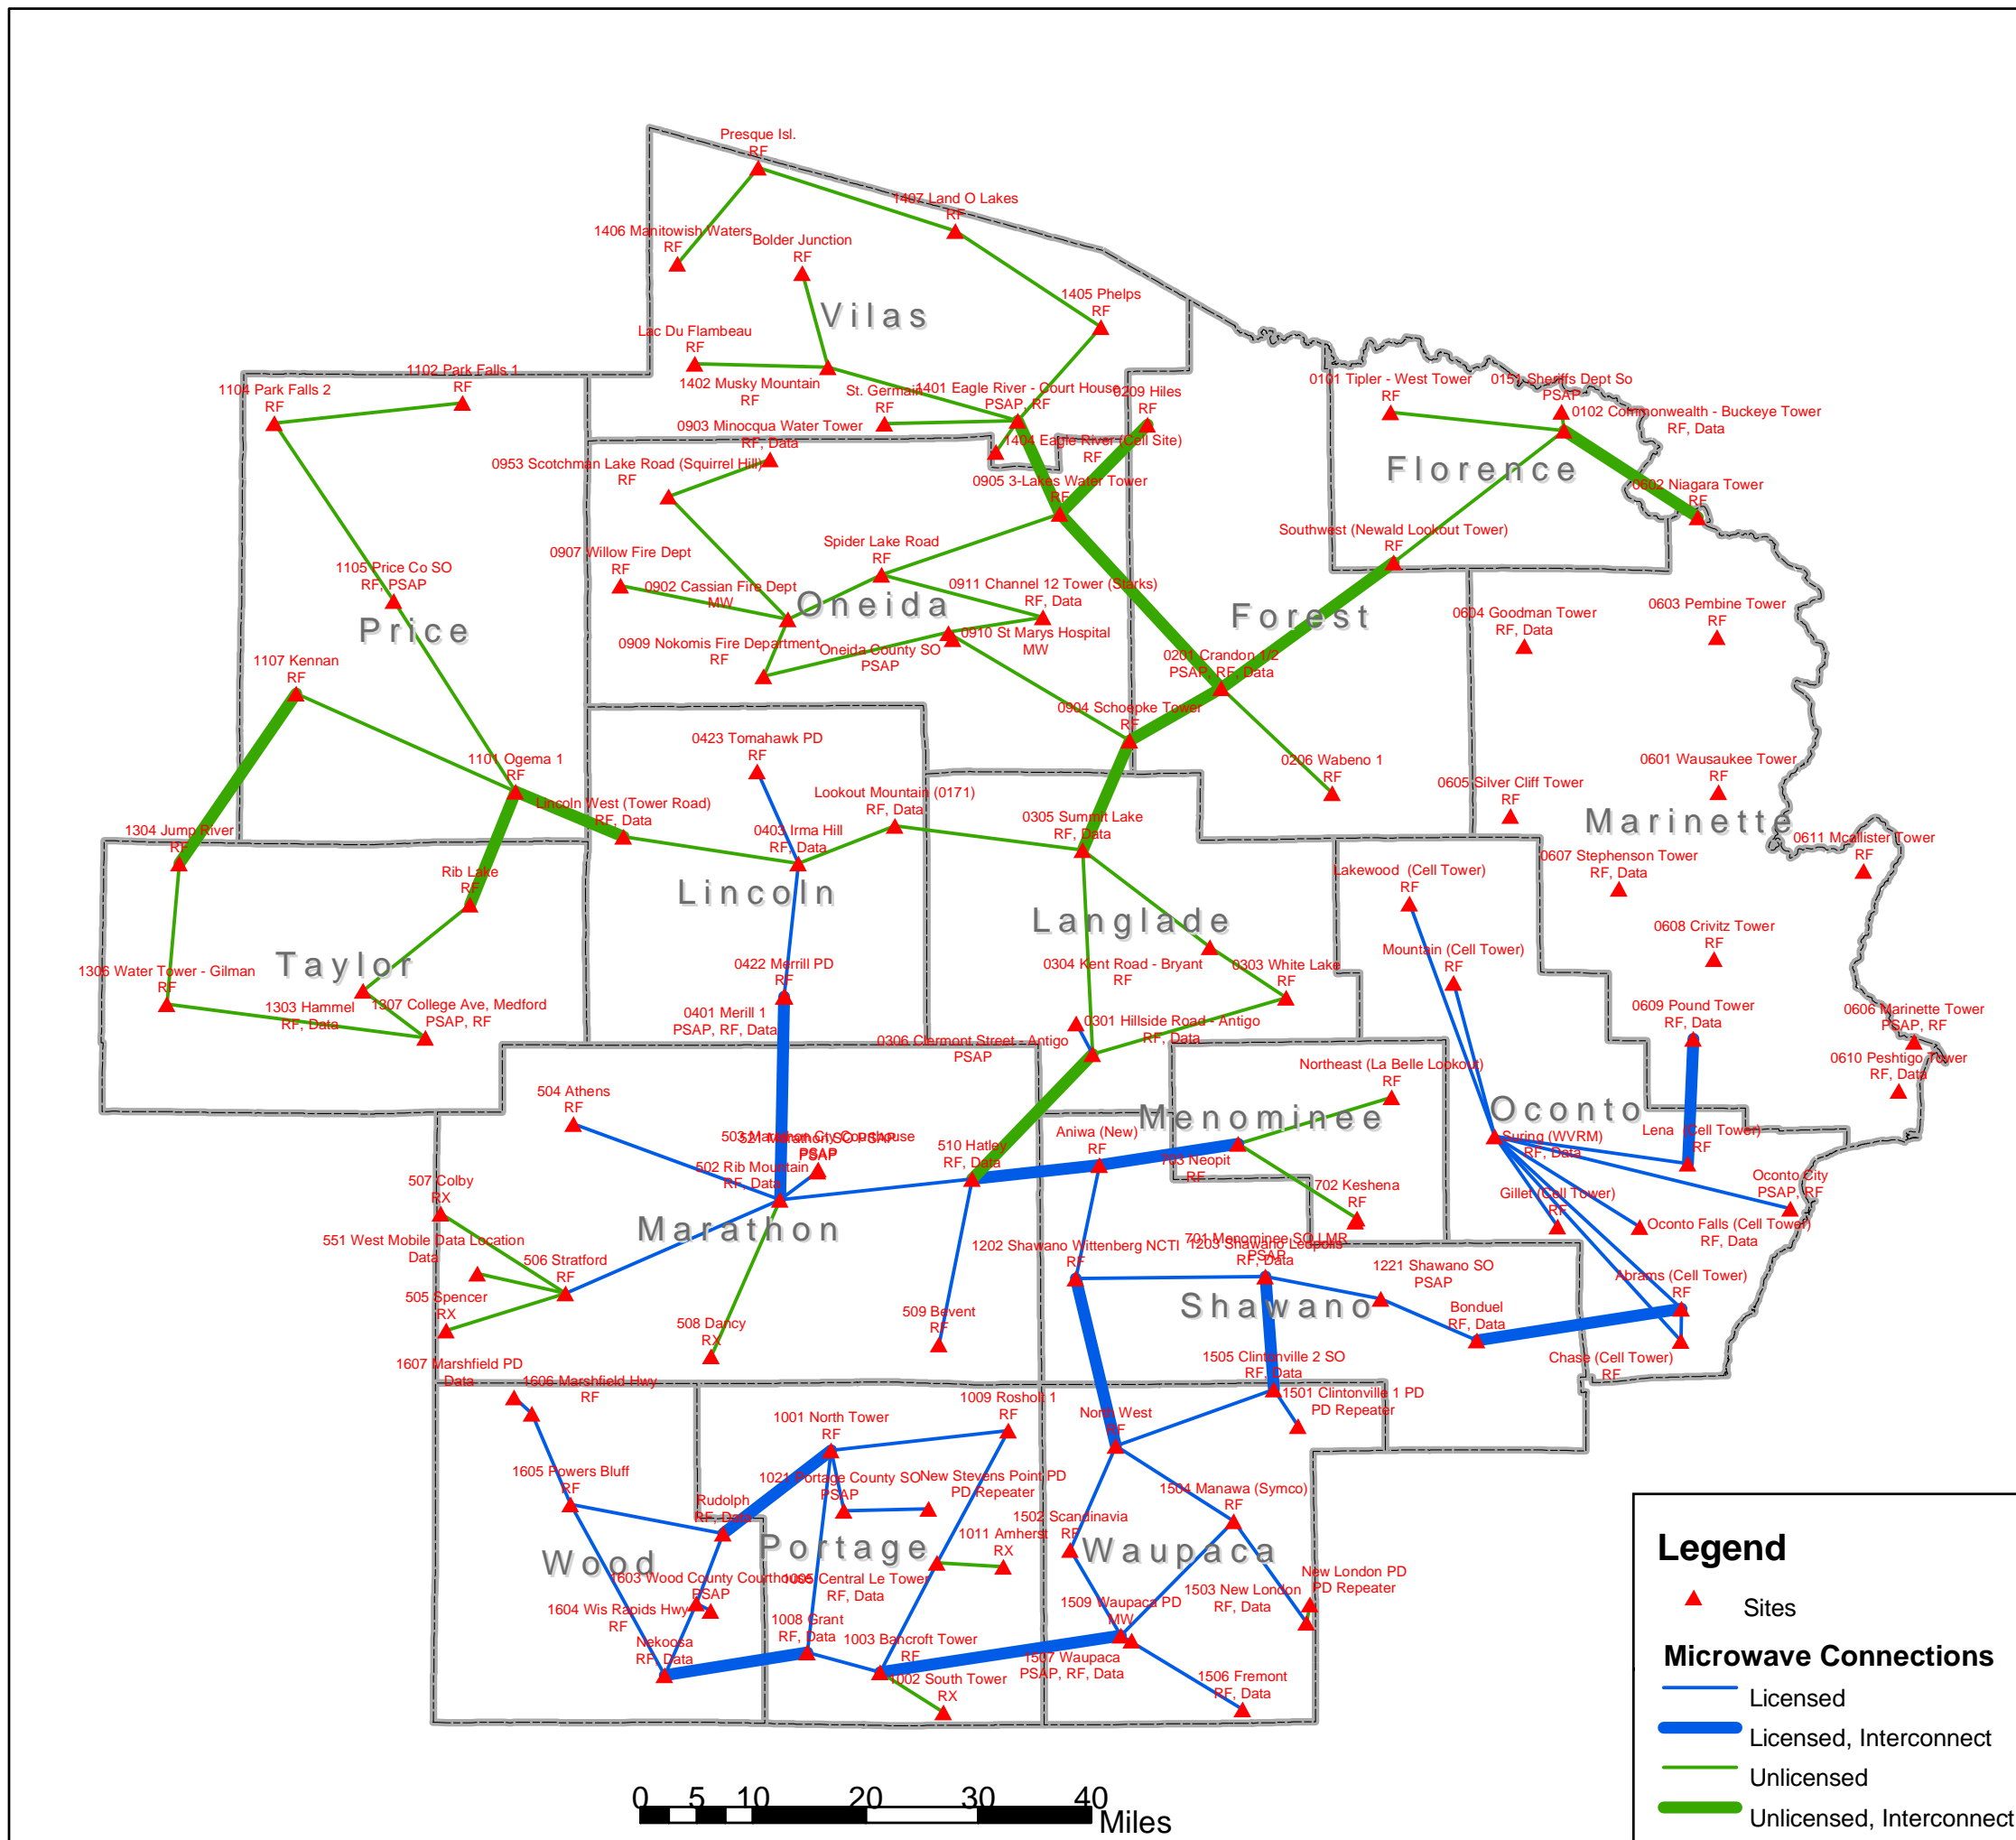 Presque Isl.
RF
1407 Land O Lakes
RF
1406 Manitowish Waters
RF
Bolder Junction
RF
Vilas
1405 Phelps
RF
Lac Du Flambeau
RF
1402 Musky Mountain
RF
St. Germain
RF
1401 Eagle River - Court House
PSAP, RF
0209 Hiles
RF
1404 Eagle River (Cell Site)
RF
1102 Park Falls 1
RF
1104 Park Falls 2
RF
0101 Tipler - West Tower
RF
0151 Sheriffs Dept So
PSAP
0102 Commonwealth - Buckeye Tower
RF, Data
Florence
0602 Niagara Tower
RF
0903 Minocqua Water Tower
RF, Data
0953 Scotchman Lake Road (Squirrel Hill)
RF
0905 3-Lakes Water Tower
RF
Southwest (Newald Lookout Tower)
RF
Spider Lake Road
RF
0907 Willow Fire Dept
RF
0902 Cassian Fire Dept
MW
Oneida
0911 Channel 12 Tower (Starks)
RF, Data
Forest
1105 Price Co SO
RF, PSAP
Price
0604 Goodman Tower
RF, Data
0603 Pembine Tower
RF
0909 Nokomis Fire Department
RF
Oneida County SO
PSAP
0910 St Marys Hospital
MW
0201 Crandon 1/2
PSAP, RF, Data
1107 Kennan
RF
0904 Schoepke Tower
RF
0423 Tomahawk PD
RF
1101 Ogema 1
RF
0206 Wabeno 1
RF
0605 Silver Cliff Tower
RF
0601 Wausaukee Tower
RF
Marinette
Lincoln West (Tower Road)
RF, Data
Lookout Mountain (0171)
RF, Data
0403 Irma Hill
RF, Data
0305 Summit Lake
RF, Data
1304 Jump River
RF
Rib Lake
RF
0611 Mcallister Tower
RF
0607 Stephenson Tower
RF, Data
Lakewood (Cell Tower)
RF
Lincoln
Langlade
0608 Crivitz Tower
RF
Mountain (Cell Tower)
RF
Taylor
1306 Water Tower - Gilman
RF
1303 Hammel
RF, Data
1307 College Ave, Medford
PSAP, RF
0422 Merrill PD
RF
0401 Merill 1
PSAP, RF, Data
0304 Kent Road - Bryant
RF
0303 White Lake
RF
0301 Hillside Road - Antigo
RF, Data
0306 Clermont Street - Antigo
PSAP
0609 Pound Tower
RF, Data
0606 Marinette Tower
PSAP, RF
0610 Peshtigo Tower
RF, Data
Northeast (La Belle Lookout)
RF
504 Athens
RF
Menominee
Oconto
503 Marathon Cty Courthouse
PSAP
521 Marathon SO PSAP
PSAP
502 Rib Mountain
RF, Data
510 Hatley
RF, Data
Aniwa (New)
RF
703 Neopit
RF
Suring (WVRM)
RF, Data
Lena (Cell Tower)
RF
507 Colby
RX
702 Keshena
RF
Gillet (Cell Tower)
RF
Oconto City
PSAP, RF
Oconto Falls (Cell Tower)
RF, Data
Marathon
551 West Mobile Data Location
Data
506 Stratford
RF
1202 Shawano Wittenberg NCTI
RF
701 Menominee SO LMR
PSAP
1203 Shawano Leopolis
RF, Data
1221 Shawano SO
PSAP
Abrams (Cell Tower)
RF
505 Spencer
RX
Shawano
Bonduel
RF, Data
509 Bevent
RF
508 Dancy
RX
Chase (Cell Tower)
RF
1607 Marshfield PD
Data
1606 Marshfield Hwy
RF
1505 Clintonville 2 SO
RF, Data
1501 Clintonville 1 PD
PD Repeater
1009 Rosholt 1
RF
1001 North Tower
RF
North West
RF
1605 Powers Bluff
RF
1021 Portage County SO
PSAP
New Stevens Point PD
PD Repeater
1504 Manawa (Symco)
RF
Rudolph
RF, Data
1502 Scandinavia
RF
1011 Amherst
RX
Wood
Portage
Waupaca
1603 Wood County Courthouse
PSAP
1005 Central Le Tower
RF, Data
New London PD
PD Repeater
1503 New London
RF, Data
1604 Wis Rapids Hwy
RF
1008 Grant
RF, Data
1509 Waupaca PD
MW
Nekoosa
RF, Data
1003 Bancroft Tower
RF
1507 Waupaca
PSAP, RF, Data
1002 South Tower
RX
1506 Fremont
RF, Data
Legend
Sites
Microwave Connections
Licensed
Licensed, Interconnect
Unlicensed
Unlicensed, Interconnect
0 5 10 20 30 40
Miles